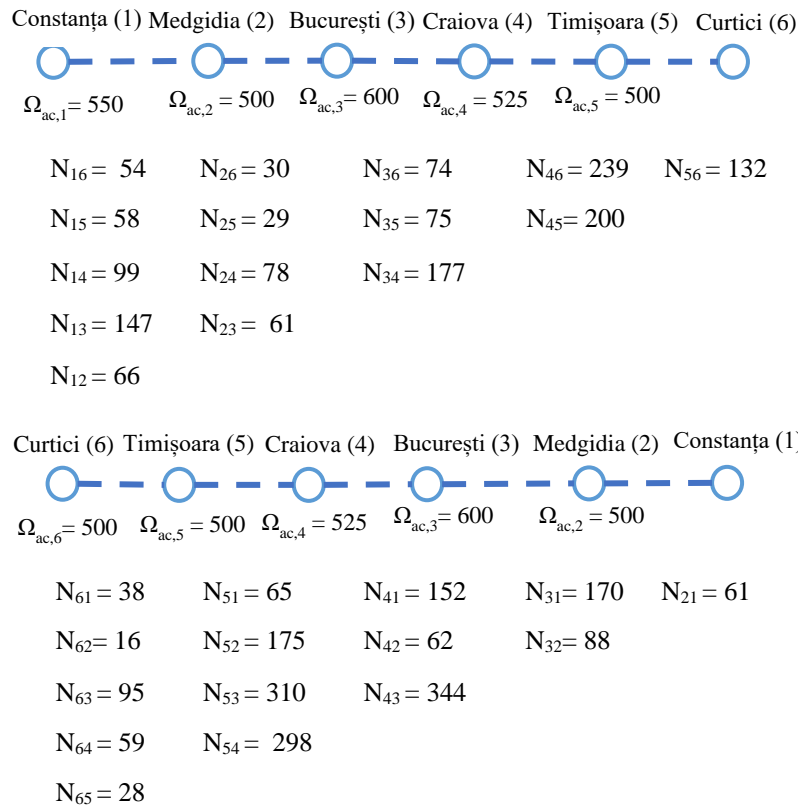 Constanța (1) Medgidia (2) București (3) Craiova (4) Timișoara (5) Curtici (6)
Ωac,1= 550 Ωac,2 = 500 Ωac,3= 600 Ωac,4 = 525 Ωac,5 = 500
N16 = 54 N26 = 30 N36 = 74 N46 = 239 N56 = 132
N15 = 58 N25 = 29 N35 = 75 N45= 200
N14 = 99 N24 = 78 N34 = 177
N13 = 147 N23 = 61
N12 = 66
Curtici (6) Timișoara (5) Craiova (4) București (3) Medgidia (2) Constanța (1)
Ωac,6= 500 Ωac,5 = 500 Ωac,4 = 525 Ωac,3= 600 Ωac,2 = 500
N61 = 38 N51 = 65 N41 = 152 N31= 170 N21 = 61
N62= 16 N52 = 175 N42 = 62 N32= 88
N63 = 95 N53 = 310 N43 = 344
N64 = 59 N54 = 298
N65 = 28